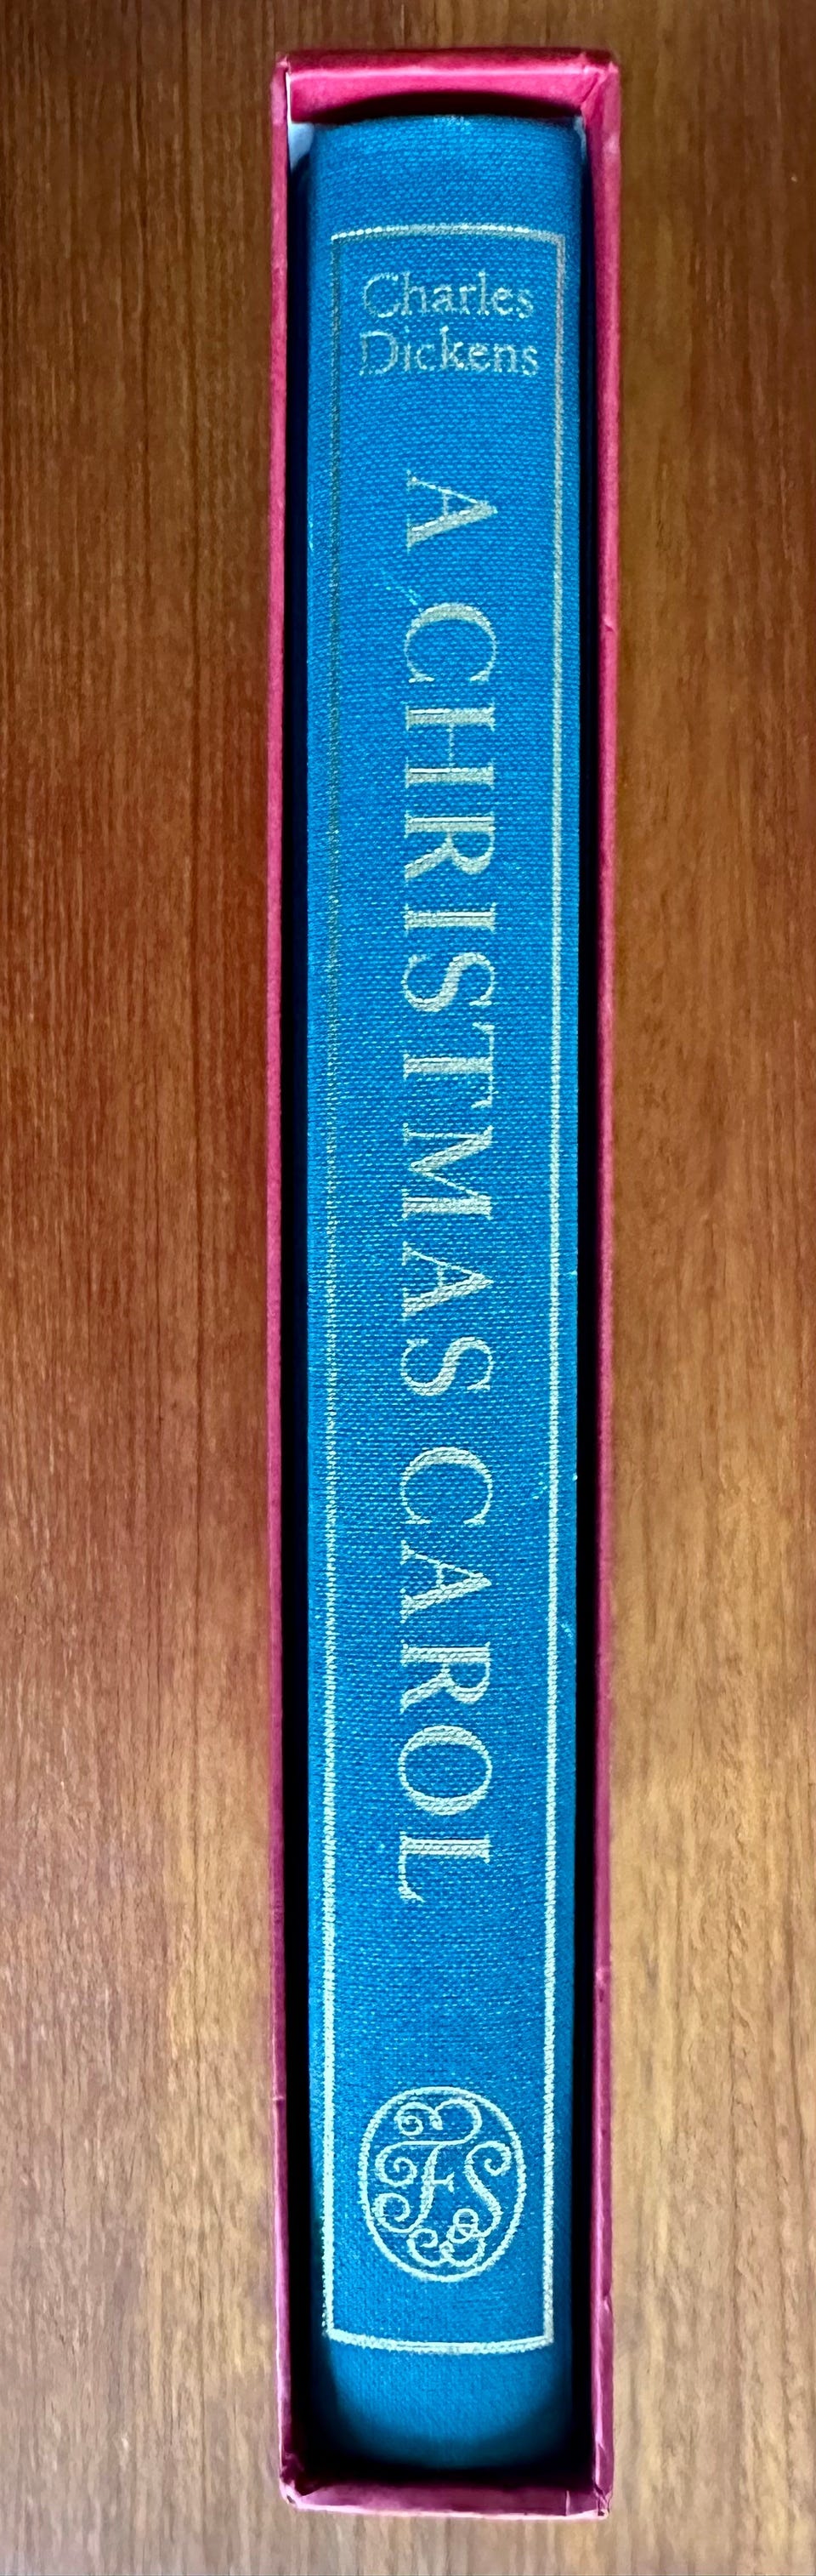 Charles
Dickens
A CHRISTMAS CAROL
FS